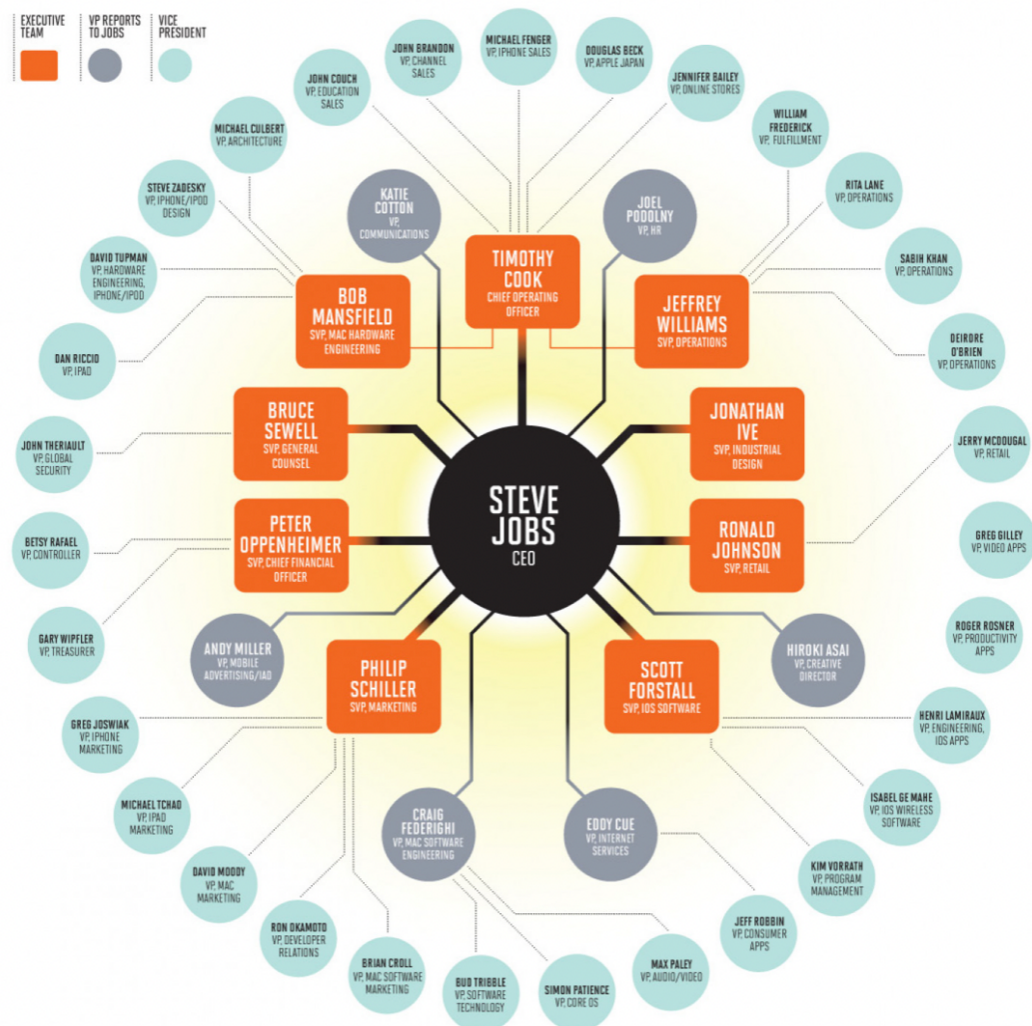 EXECUTIVE
TEAM
VP REPORTS
TO JOBS
VICE
PRESIDENT
JOHN COUCH
VP, EDUCATION
SALES
JOHN BRANDON
VP, CHANNEL
SALES
MICHAEL FENGER
VP, IPHONE SALES
DOUGLAS BECK
VP, APPLE JAPAN
JENNIFER BAILEY
VP, ONLINE STORES
WILLIAM
FREDERICK
VP, FULFILLMENT
RITA LANE
VP, OPERATIONS
SABIH KHAN
VP, OPERATIONS
DEIRDRE
O'BRIEN
VP, OPERATIONS
JERRY MCDOUGAL
VP, RETAIL
GREG GILLEY
VP, VIDEO APPS
ROGER ROSNER
VP, PRODUCTIVITY
APPS
HENRI LAMIRAUX
VP, ENGINEERING,
IOS APPS
ISABEL GE MAHE
VP, IOS WIRELESS
SOFTWARE
KIM VORRATH
VP, PROGRAM
MANAGEMENT
JEFF ROBBIN
VP, CONSUMER
APPS
MAX PALEY
VP, AUDIO/VIDEO
SIMON PATIENCE
VP, CORE OS
BUD TRIBBLE
VP, SOFTWARE
TECHNOLOGY
BRIAN CROLL
VP, MAC SOFTWARE
MARKETING
RON OKAMOTO
VP, DEVELOPER
RELATIONS
DAVID MOODY
VP, MAC
MARKETING
MICHAEL TCHAO
VP, IPAD
MARKETING
GREG JOSWIAK
VP, IPHONE
MARKETING
GARY WIPFLER
VP, TREASURER
BETSY RAFAEL
VP, CONTROLLER
JOHN THERIAULT
VP, GLOBAL
SECURITY
DAN RICCIO
VP, IPAD
DAVID TUPMAN
VP, HARDWARE
ENGINEERING,
IPHONE/IPOD
STEVE ZADESKY
VP, IPHONE/IPOD
DESIGN
MICHAEL CULBERT
VP, ARCHITECTURE
KATIE
COTTON
VP,
COMMUNICATIONS
JOEL
PODOLNY
VP, HR
TIMOTHY
COOK
CHIEF OPERATING
OFFICER
BOB
MANSFIELD
SVP, MAC HARDWARE
ENGINEERING
JEFFREY
WILLIAMS
SVP, OPERATIONS
BRUCE
SEWELL
SVP, GENERAL
COUNSEL
JONATHAN
IVE
SVP, INDUSTRIAL
DESIGN
STEVE
JOBS
CEO
PETER
OPPENHEIMER
SVP, CHIEF FINANCIAL
OFFICER
RONALD
JOHNSON
SVP, RETAIL
ANDY MILLER
VP, MOBILE
ADVERTISING/IAD
HIROKI ASAI
VP, CREATIVE
DIRECTOR
PHILIP
SCHILLER
SVP, MARKETING
SCOTT
FORSTALL
SVP, IOS SOFTWARE
CRAIG
FEDERIGHI
VP, MAC SOFTWARE
ENGINEERING
EDDY CUE
VP, INTERNET
SERVICES